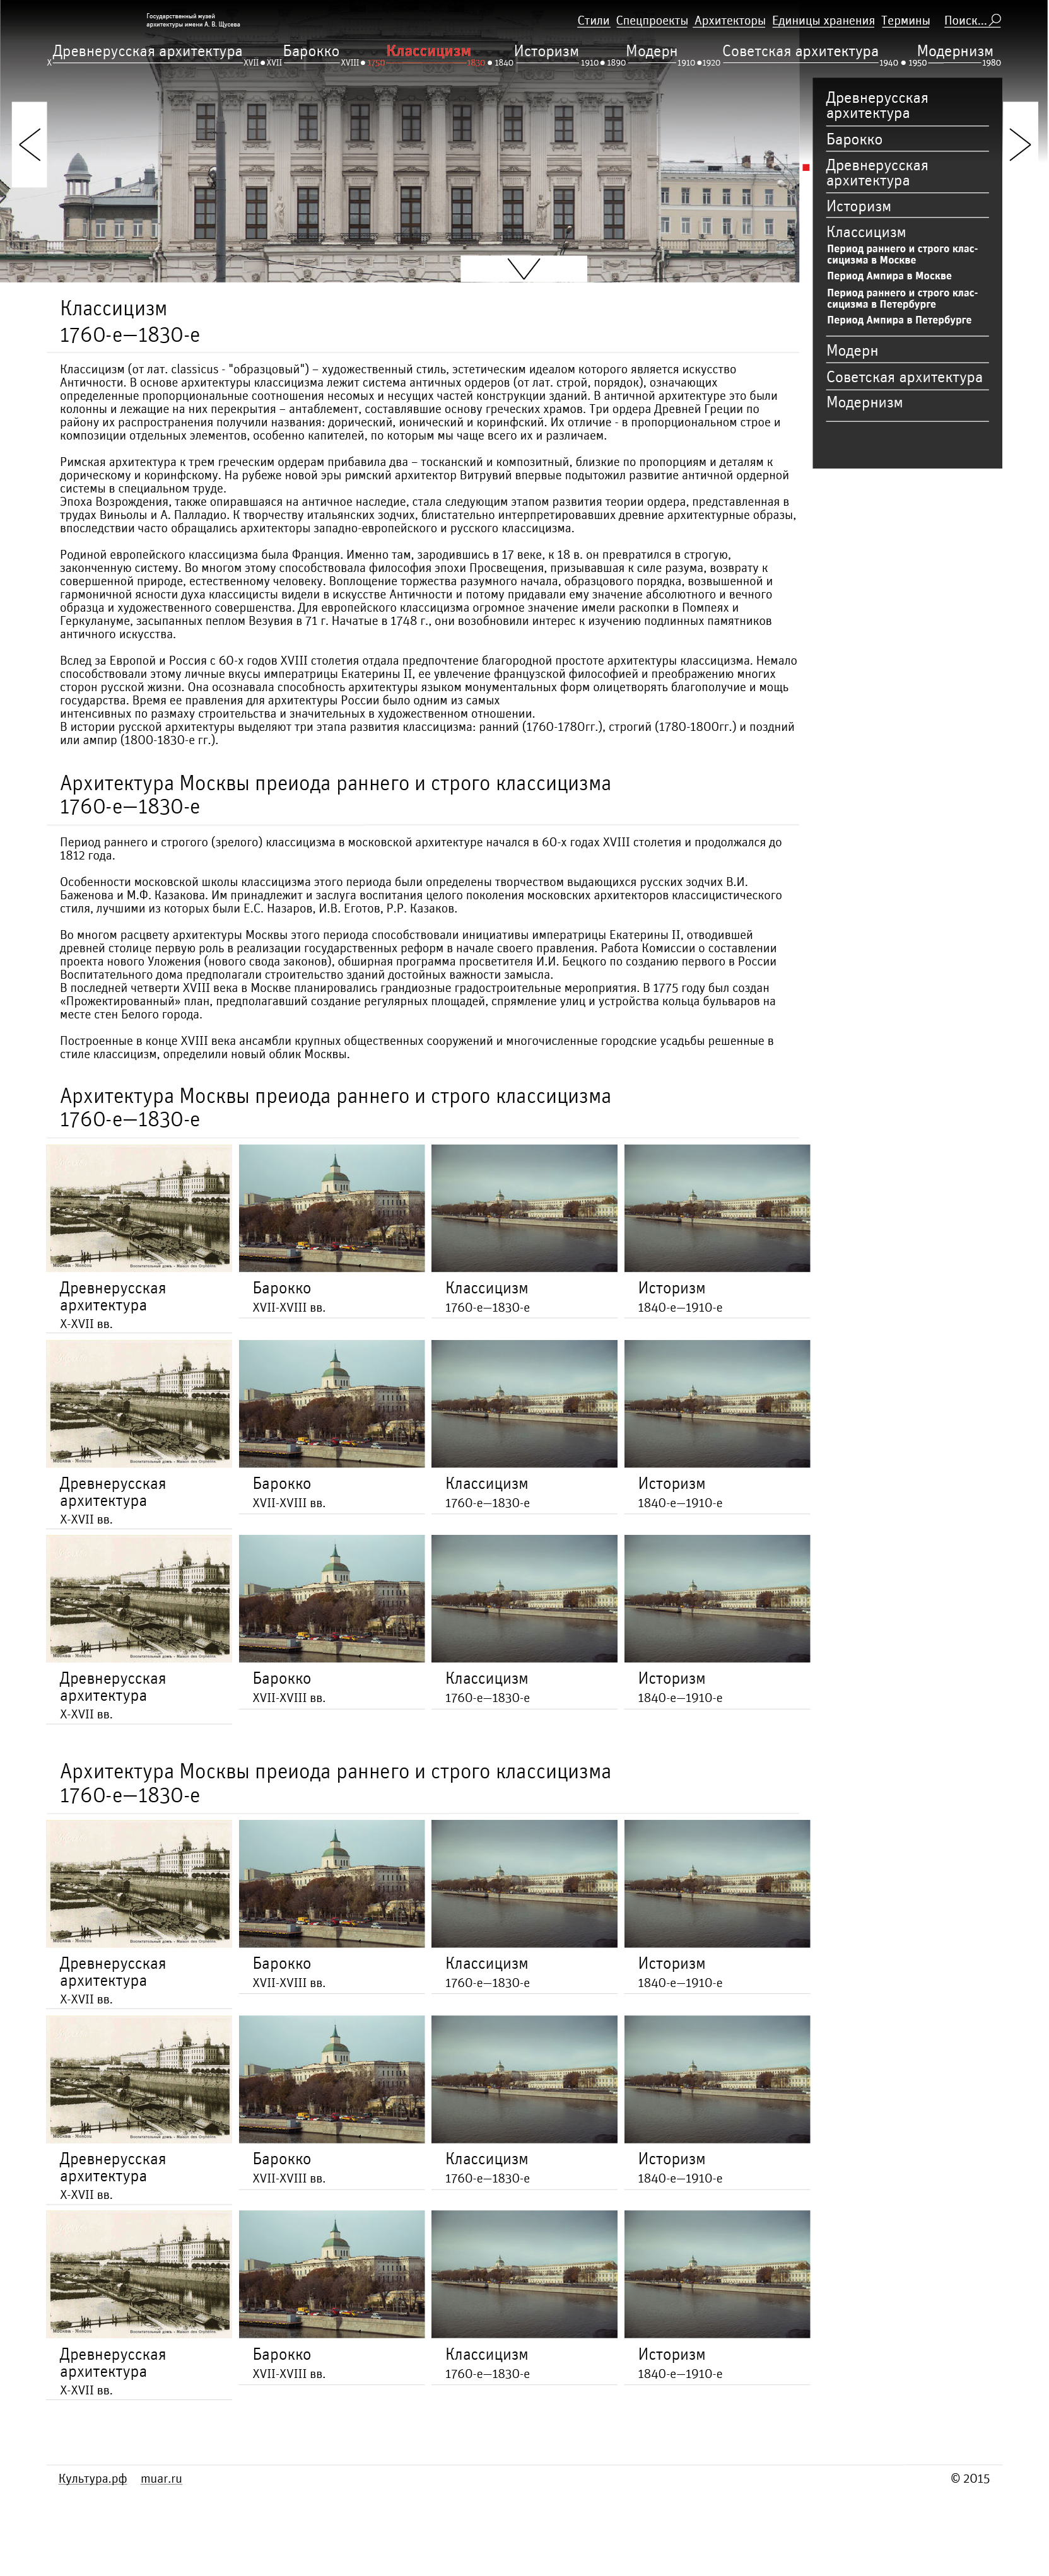 Государственный музей
архитектуры имени А. В. Щусева
Стили Спецпроекты Архитекторы Единицы хранения Термины Поиск...
Древнерусская архитектура Барокко Классицизм Историзм Модерн Советская архитектура Модернизм
X XVII XVII XVIII 1750 1830 1840 1910 1890 1910 1920 1940 1950 1980
Древнерусская
архитектура
Барокко
Древнерусская
архитектура
Историзм
Классицизм
Период раннего и строго клас-
сицизма в Москве
Период Ампира в Москве
Период раннего и строго клас-
сицизма в Петербурге
Период Ампира в Петербурге
Модерн
Советская архитектура
Модернизм
Классицизм
1760-е—1830-е
Классицизм (от лат. classicus - "образцовый") – художественный стиль, эстетическим идеалом которого является искусство
Античности. В основе архитектуры классицизма лежит система античных ордеров (от лат. строй, порядок), означающих
определенные пропорциональные соотношения несомых и несущих частей конструкции зданий. В античной архитектуре это были
колонны и лежащие на них перекрытия – антаблемент, составлявшие основу греческих храмов. Три ордера Древней Греции по
району их распространения получили названия: дорический, ионический и коринфский. Их отличие - в пропорциональном строе и
композиции отдельных элементов, особенно капителей, по которым мы чаще всего их и различаем.
Римская архитектура к трем греческим ордерам прибавила два – тосканский и композитный, близкие по пропорциям и деталям к
дорическому и коринфскому. На рубеже новой эры римский архитектор Витрувий впервые подытожил развитие античной ордерной
системы в специальном труде.
Эпоха Возрождения, также опиравшаяся на античное наследие, стала следующим этапом развития теории ордера, представленная в
трудах Виньолы и А. Палладио. К творчеству итальянских зодчих, блистательно интерпретировавших древние архитектурные образы,
впоследствии часто обращались архитекторы западно-европейского и русского классицизма.
Родиной европейского классицизма была Франция. Именно там, зародившись в 17 веке, к 18 в. он превратился в строгую,
законченную систему. Во многом этому способствовала философия эпохи Просвещения, призывавшая к силе разума, возврату к
совершенной природе, естественному человеку. Воплощение торжества разумного начала, образцового порядка, возвышенной и
гармоничной ясности духа классицисты видели в искусстве Античности и потому придавали ему значение абсолютного и вечного
образца и художественного совершенства. Для европейского классицизма огромное значение имели раскопки в Помпеях и
Геркулануме, засыпанных пеплом Везувия в 71 г. Начатые в 1748 г., они возобновили интерес к изучению подлинных памятников
античного искусства.
Вслед за Европой и Россия с 60-х годов XVIII столетия отдала предпочтение благородной простоте архитектуры классицизма. Немало
способствовали этому личные вкусы императрицы Екатерины II, ее увлечение французской философией и преображению многих
сторон русской жизни. Она осознавала способность архитектуры языком монументальных форм олицетворять благополучие и мощь
государства. Время ее правления для архитектуры России было одним из самых
интенсивных по размаху строительства и значительных в художественном отношении.
В истории русской архитектуры выделяют три этапа развития классицизма: ранний (1760-1780гг.), строгий (1780-1800гг.) и поздний
или ампир (1800-1830-е гг.).
Архитектура Москвы преиода раннего и строго классицизма
1760-е—1830-е
Период раннего и строгого (зрелого) классицизма в московской архитектуре начался в 60-х годах XVIII столетия и продолжался до
1812 года.
Особенности московской школы классицизма этого периода были определены творчеством выдающихся русских зодчих В.И.
Баженова и М.Ф. Казакова. Им принадлежит и заслуга воспитания целого поколения московских архитекторов классицистического
стиля, лучшими из которых были Е.С. Назаров, И.В. Еготов, Р.Р. Казаков.
Во многом расцвету архитектуры Москвы этого периода способствовали инициативы императрицы Екатерины II, отводившей
древней столице первую роль в реализации государственных реформ в начале своего правления. Работа Комиссии о составлении
проекта нового Уложения (нового свода законов), обширная программа просветителя И.И. Бецкого по созданию первого в России
Воспитательного дома предполагали строительство зданий достойных важности замысла.
В последней четверти XVIII века в Москве планировались грандиозные градостроительные мероприятия. В 1775 году был создан
«Прожектированный» план, предполагавший создание регулярных площадей, спрямление улиц и устройства кольца бульваров на
месте стен Белого города.
Построенные в конце XVIII века ансамбли крупных общественных сооружений и многочисленные городские усадьбы решенные в
стиле классицизм, определили новый облик Москвы.
Архитектура Москвы преиода раннего и строго классицизма
1760-е—1830-е
Древнерусская
архитектура
X-XVII вв.
Барокко
XVII-XVIII вв.
Классицизм
1760-е—1830-е
Историзм
1840-е—1910-е
Древнерусская
архитектура
X-XVII вв.
Барокко
XVII-XVIII вв.
Классицизм
1760-е—1830-е
Историзм
1840-е—1910-е
Древнерусская
архитектура
X-XVII вв.
Барокко
XVII-XVIII вв.
Классицизм
1760-е—1830-е
Историзм
1840-е—1910-е
Архитектура Москвы преиода раннего и строго классицизма
1760-е—1830-е
Древнерусская
архитектура
X-XVII вв.
Барокко
XVII-XVIII вв.
Классицизм
1760-е—1830-е
Историзм
1840-е—1910-е
Древнерусская
архитектура
X-XVII вв.
Барокко
XVII-XVIII вв.
Классицизм
1760-е—1830-е
Историзм
1840-е—1910-е
Древнерусская
архитектура
X-XVII вв.
Барокко
XVII-XVIII вв.
Классицизм
1760-е—1830-е
Историзм
1840-е—1910-е
Культура.рф muar.ru © 2015